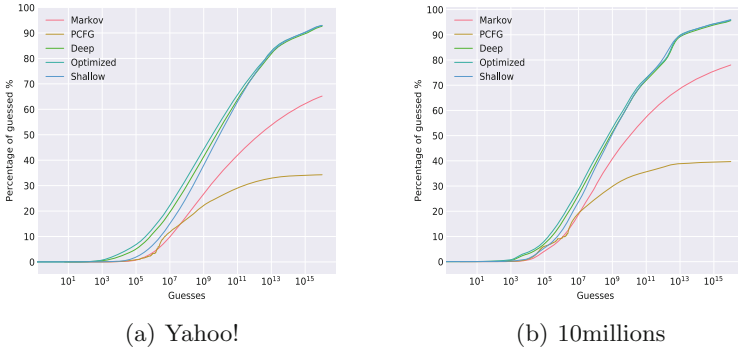 Percentage of guessed %
100
90
80
70
60
50
40
30
20
10
0
Markov
PCFG
Deep
Optimized
Shallow
10^1 10^3 10^5 10^7 10^9 10^11 10^13 10^15
Guesses
(a) Yahoo!
Percentage of guessed %
100
90
80
70
60
50
40
30
20
10
0
Markov
PCFG
Deep
Optimized
Shallow
10^1 10^3 10^5 10^7 10^9 10^11 10^13 10^15
Guesses
(b) 10millions